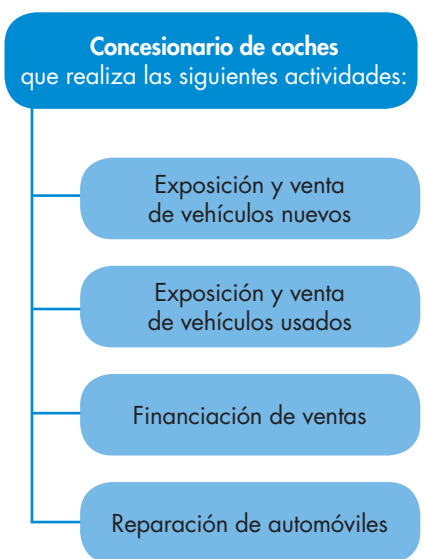 Concesionario de coches
que realiza las siguientes actividades:
Exposición y venta
de vehículos nuevos
Exposición y venta
de vehículos usados
Financiación de ventas
Reparación de automóviles